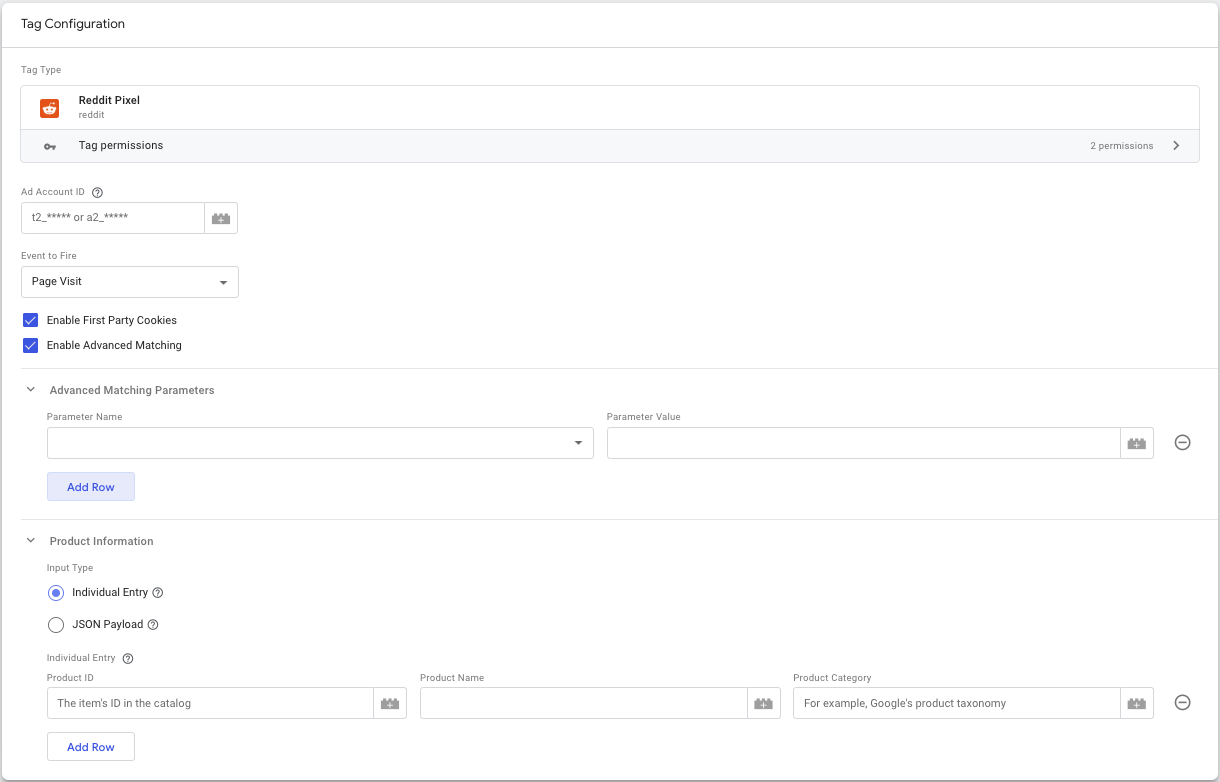 Tag Configuration
Tag Type
Reddit Pixel
reddit
Tag permissions
2 permissions
Ad Account ID
t2_***** or a2_*****
Event to Fire
Page Visit
Enable First Party Cookies
Enable Advanced Matching
Advanced Matching Parameters
Parameter Name Parameter Value
Add Row
Product Information
Input Type
Individual Entry
JSON Payload
Individual Entry
Product ID Product Name Product Category
The item's ID in the catalog For example, Google's product taxonomy
Add Row